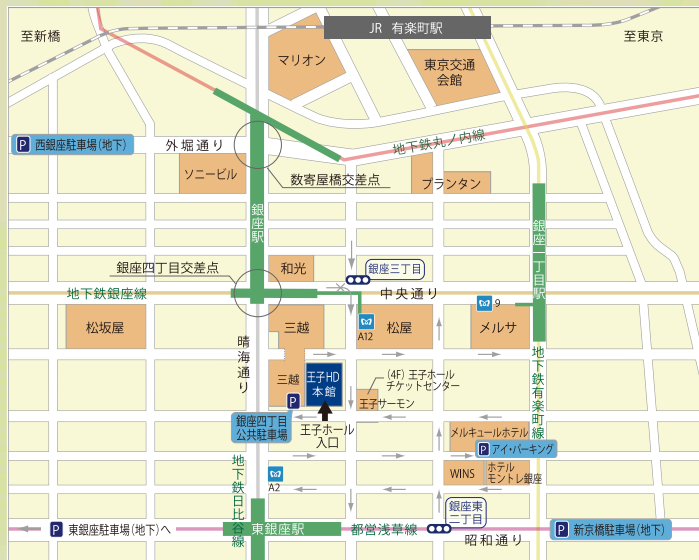 JR 有楽町駅
至新橋
至東京
マリオン
東京交通
会館
P 西銀座駐車場(地下)
外堀通り
地下鉄丸ノ内線
ソニービル
数寄屋橋交差点
プランタン
銀座駅
銀座一丁目駅
銀座四丁目交差点
和光
銀座三丁目
地下鉄銀座線
中央通り
9
松坂屋
三越
A12
松屋
メルサ
晴海通り
三越
王子HD
本館
(4F) 王子ホール
チケットセンター
王子サーモン
P
地下鉄有楽町線
銀座四丁目
公共駐車場
王子ホール
入口
メルキュールホテル
P アイ・パーキング
地下鉄日比谷線
A2
WINS
ホテル
モントレ銀座
銀座東
二丁目
P 東銀座駐車場(地下)へ
東銀座駅
都営浅草線
昭和通り
P 新京橋駐車場(地下)